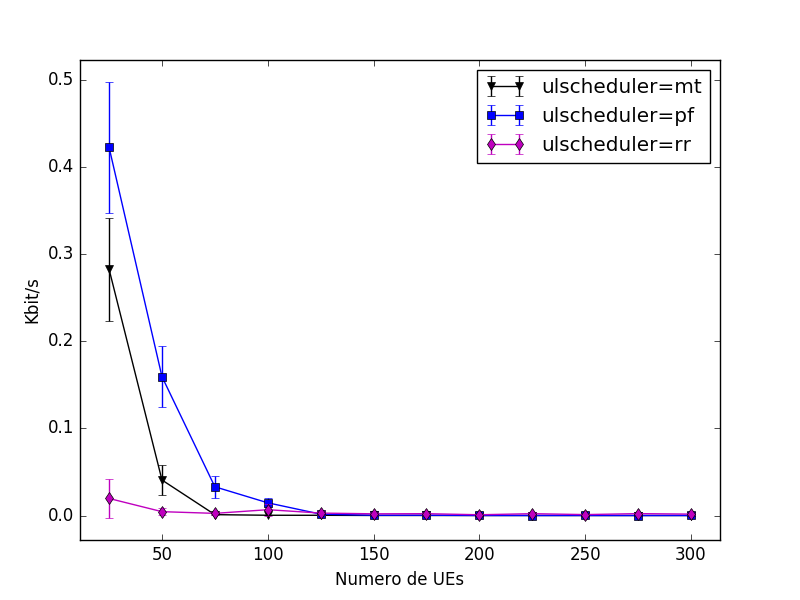 ulscheduler=mt
ulscheduler=pf
ulscheduler=rr
0.5
0.4
0.3
0.2
0.1
0.0
Kbit/s
50 100 150 200 250 300
Numero de UEs